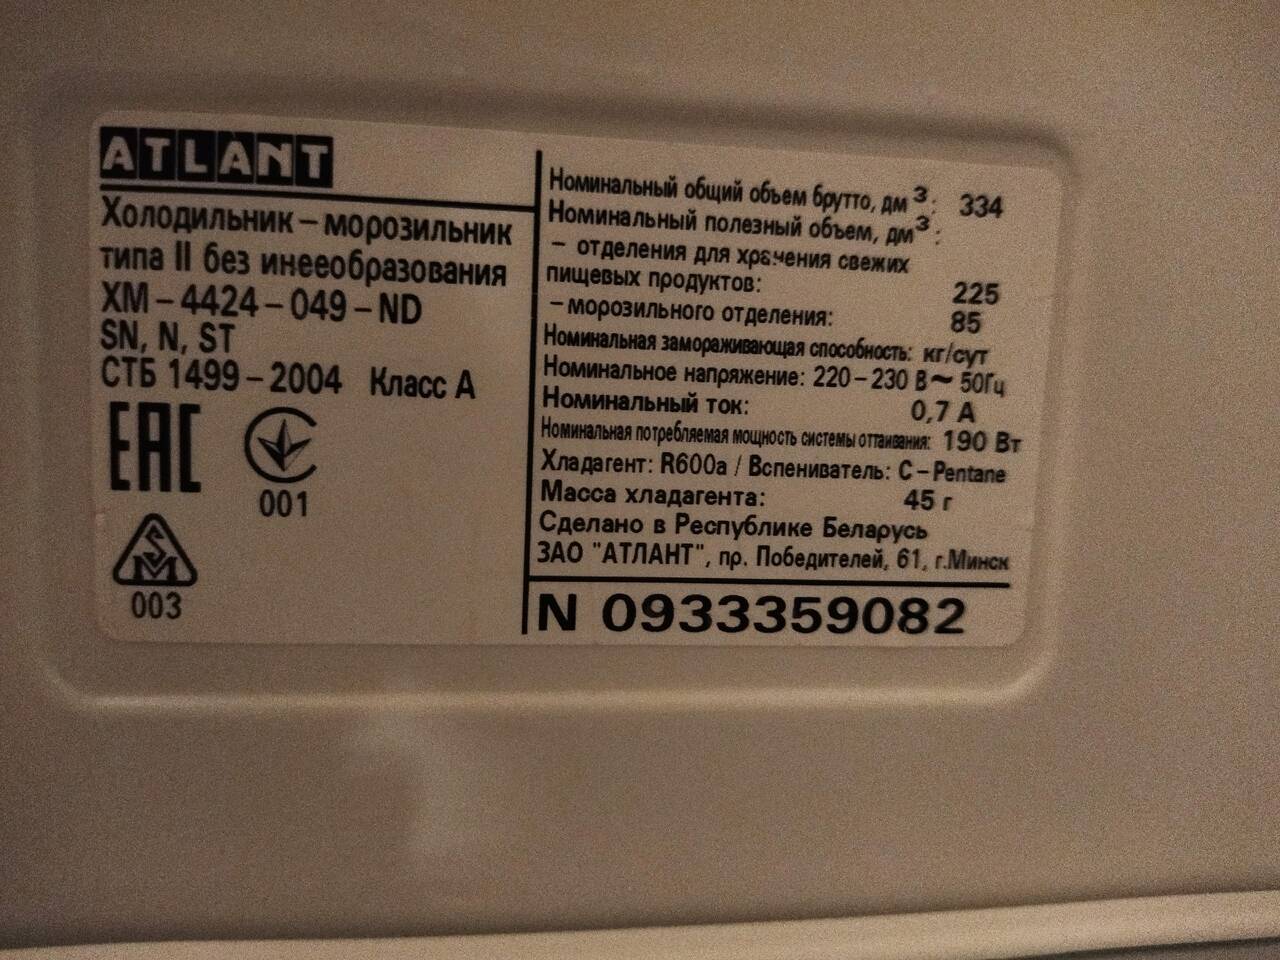 ATLANT
Холодильник – морозильник
типа II без инееобразования
ХМ – 4424 – 049 – ND
SN, N, ST
СТБ 1499 – 2004 Класс А
ЕАС
001
SM
003
Номинальный общий объем брутто, дм³: 334
Номинальный полезный объем, дм³:
– отделения для хранения свежих
пищевых продуктов: 225
– морозильного отделения: 85
Номинальная замораживающая способность: кг/сут
Номинальное напряжение: 220 – 230 В ~ 50Гц
Номинальный ток: 0,7 А
Номинальная потребляемая мощность системы оттаивания: 190 Вт
Хладагент: R600a / Вспениватель: C – Pentane
Масса хладагента: 45 г
Сделано в Республике Беларусь
ЗАО "АТЛАНТ", пр. Победителей, 61, г.Минск
N 0933359082